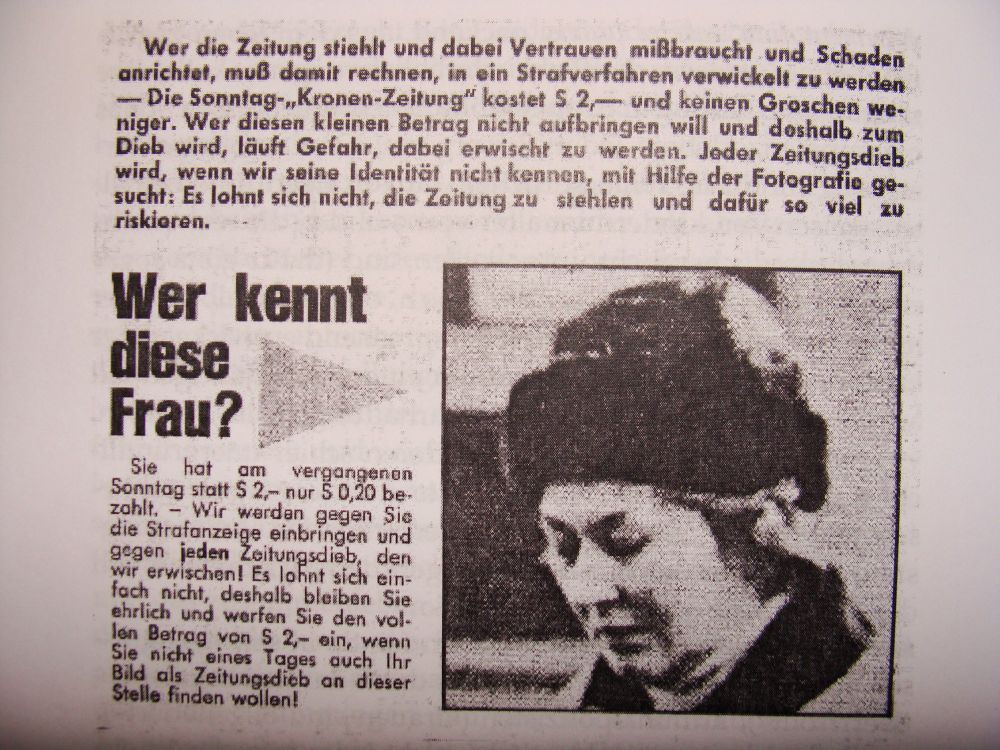 Wer die Zeitung stiehlt und dabei Vertrauen mißbraucht und Schaden
anrichtet, muß damit rechnen, in ein Strafverfahren verwickelt zu werden
— Die Sonntag-„Kronen-Zeitung" kostet S 2,— und keinen Groschen we-
niger. Wer diesen kleinen Betrag nicht aufbringen will und deshalb zum
Dieb wird, läuft Gefahr, dabei erwischt zu werden. Jeder Zeitungsdieb
wird, wenn wir seine Identität nicht kennen, mit Hilfe der Fotografie ge-
sucht: Es lohnt sich nicht, die Zeitung zu stehlen und dafür so viel zu
riskieren.
Wer kennt
diese
Frau?
Sie hat am vergangenen
Sonntag statt S 2,– nur S 0,20 be-
zahlt. – Wir werden gegen Sie
die Strafanzeige einbringen und
gegen jeden Zeitungsdieb, den
wir erwischen! Es lohnt sich ein-
fach nicht, deshalb bleiben Sie
ehrlich und werfen Sie den vol-
len Betrag von S 2,– ein, wenn
Sie nicht eines Tages auch Ihr
Bild als Zeitungsdieb an dieser
Stelle finden wollen!